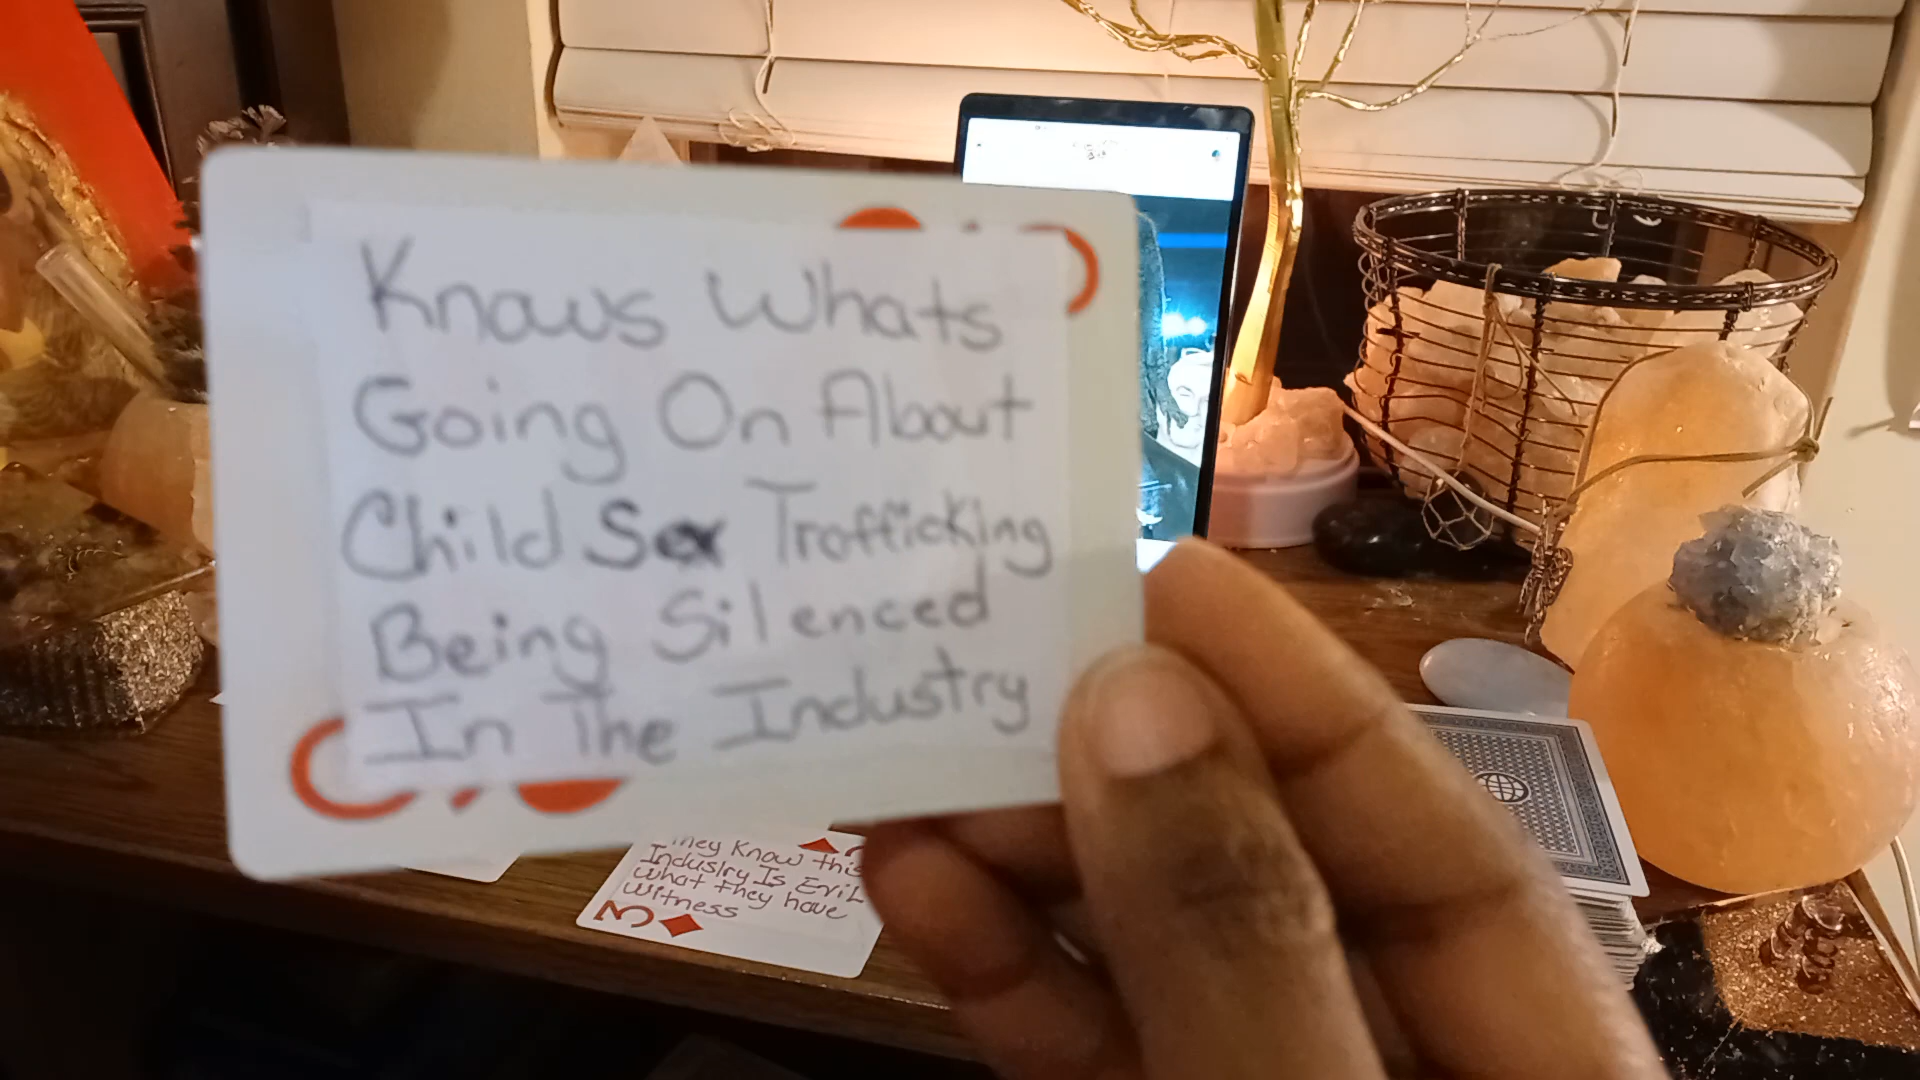 Knows Whats
Going On About
Child Sex Trafficking
Being Silenced
In The Industry
They Know this
Industry Is EviL
what they have
witness
3